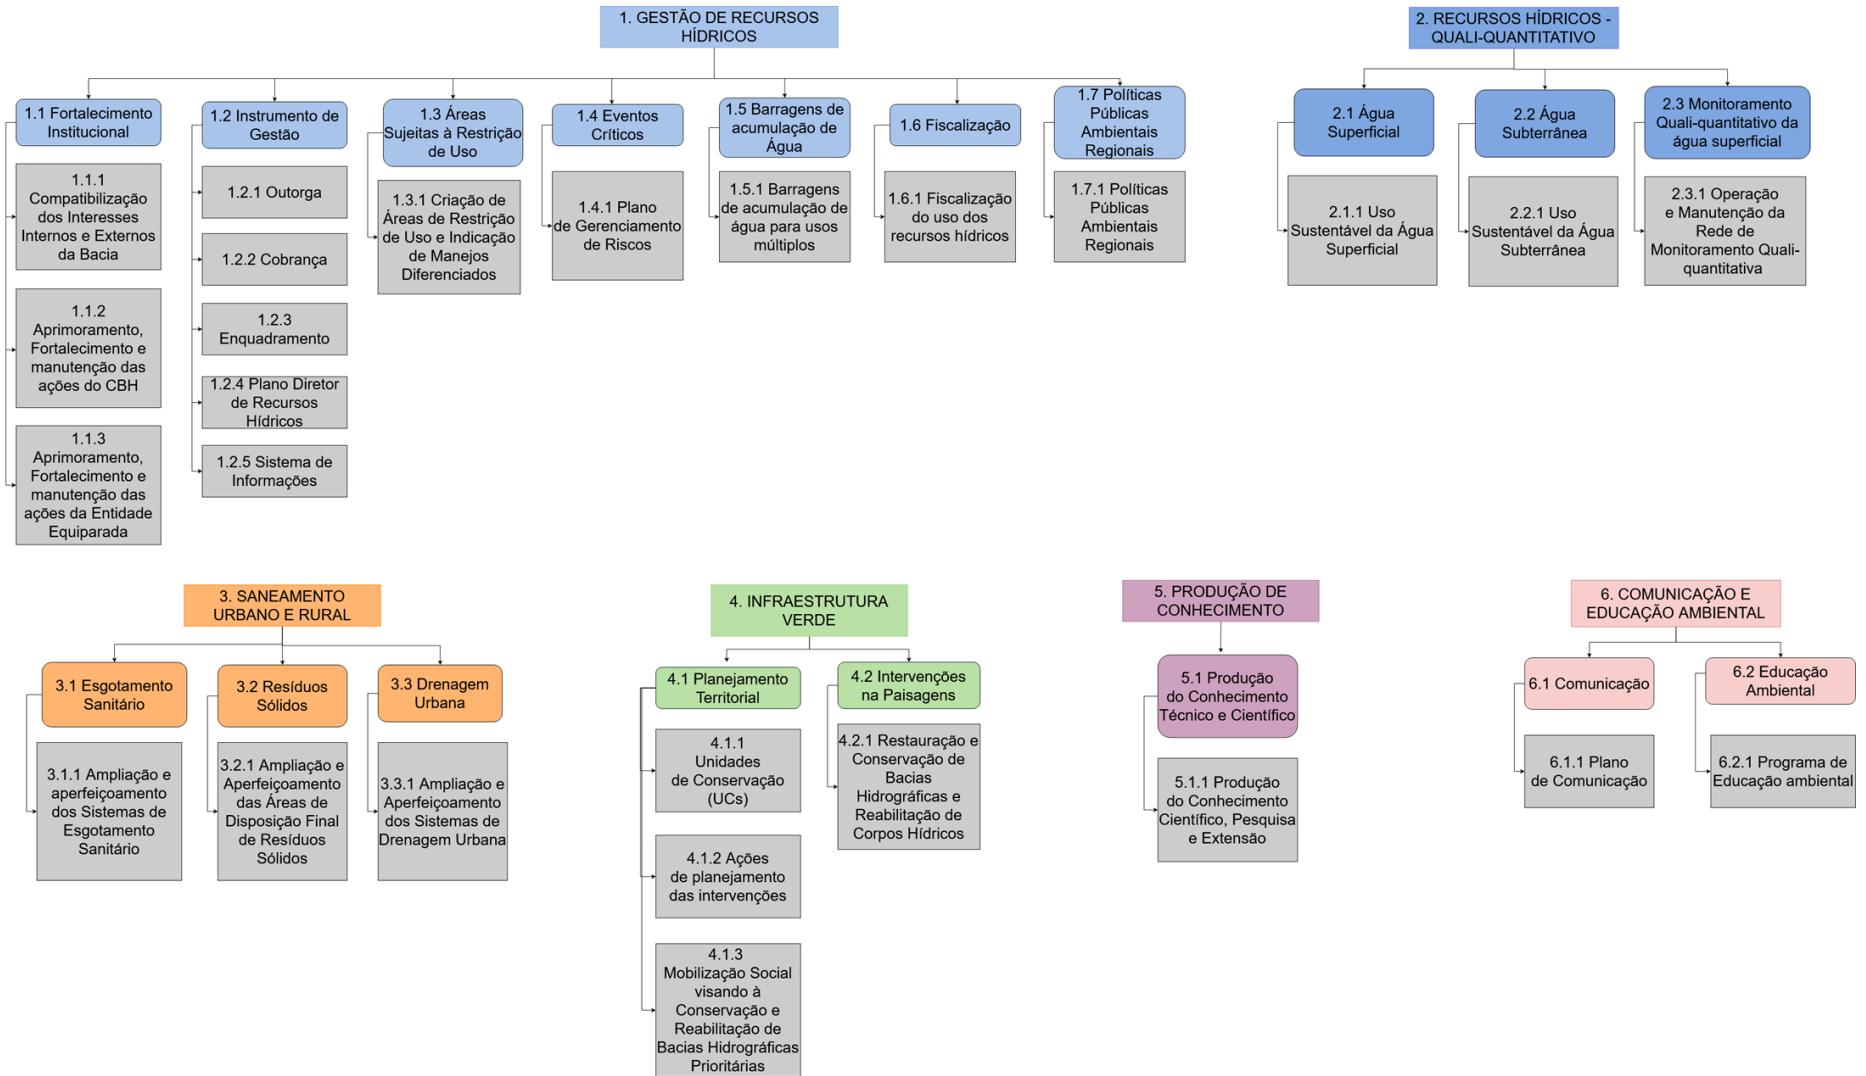 1. GESTÃO DE RECURSOS
HÍDRICOS
2. RECURSOS HÍDRICOS -
QUALI-QUANTITATIVO
1.1 Fortalecimento
Institucional
1.2 Instrumento de
Gestão
1.3 Áreas
Sujeitas à Restrição
de Uso
1.4 Eventos
Críticos
1.5 Barragens de
acumulação de
Água
1.6 Fiscalização
1.7 Políticas
Públicas
Ambientais
Regionais
2.1 Água
Superficial
2.2 Água
Subterrânea
2.3 Monitoramento
Quali-quantitativo da
água superficial
1.1.1
Compatibilização
dos Interesses
Internos e Externos
da Bacia
1.1.2
Aprimoramento,
Fortalecimento e
manutenção das
ações do CBH
1.1.3
Aprimoramento,
Fortalecimento e
manutenção das
ações da Entidade
Equiparada
1.2.1 Outorga
1.2.2 Cobrança
1.2.3
Enquadramento
1.2.4 Plano Diretor
de Recursos
Hídricos
1.2.5 Sistema de
Informações
1.3.1 Criação de
Áreas de Restrição
de Uso e Indicação
de Manejos
Diferenciados
1.4.1 Plano
de Gerenciamento
de Riscos
1.5.1 Barragens
de acumulação de
água para usos
múltiplos
1.6.1 Fiscalização
do uso dos
recursos hídricos
1.7.1 Políticas
Públicas
Ambientais
Regionais
2.1.1 Uso
Sustentável da Água
Superficial
2.2.1 Uso
Sustentável da Água
Subterrânea
2.3.1 Operação
e Manutenção da
Rede de
Monitoramento Quali-
quantitativa
3. SANEAMENTO
URBANO E RURAL
4. INFRAESTRUTURA
VERDE
5. PRODUÇÃO DE
CONHECIMENTO
6. COMUNICAÇÃO E
EDUCAÇÃO AMBIENTAL
3.1 Esgotamento
Sanitário
3.2 Resíduos
Sólidos
3.3 Drenagem
Urbana
4.1 Planejamento
Territorial
4.2 Intervenções
na Paisagens
5.1 Produção
do Conhecimento
Técnico e Científico
6.1 Comunicação
6.2 Educação
Ambiental
3.1.1 Ampliação e
aperfeiçoamento
dos Sistemas de
Esgotamento
Sanitário
3.2.1 Ampliação e
Aperfeiçoamento
das Áreas de
Disposição Final
de Resíduos
Sólidos
3.3.1 Ampliação e
Aperfeiçoamento
dos Sistemas de
Drenagem Urbana
4.1.1
Unidades
de Conservação
(UCs)
4.1.2 Ações
de planejamento
das intervenções
4.1.3
Mobilização Social
visando à
Conservação e
Reabilitação de
Bacias Hidrográficas
Prioritárias
4.2.1 Restauração e
Conservação de
Bacias
Hidrográficas e
Reabilitação de
Corpos Hídricos
5.1.1 Produção
do Conhecimento
Científico, Pesquisa
e Extensão
6.1.1 Plano
de Comunicação
6.2.1 Programa de
Educação ambiental